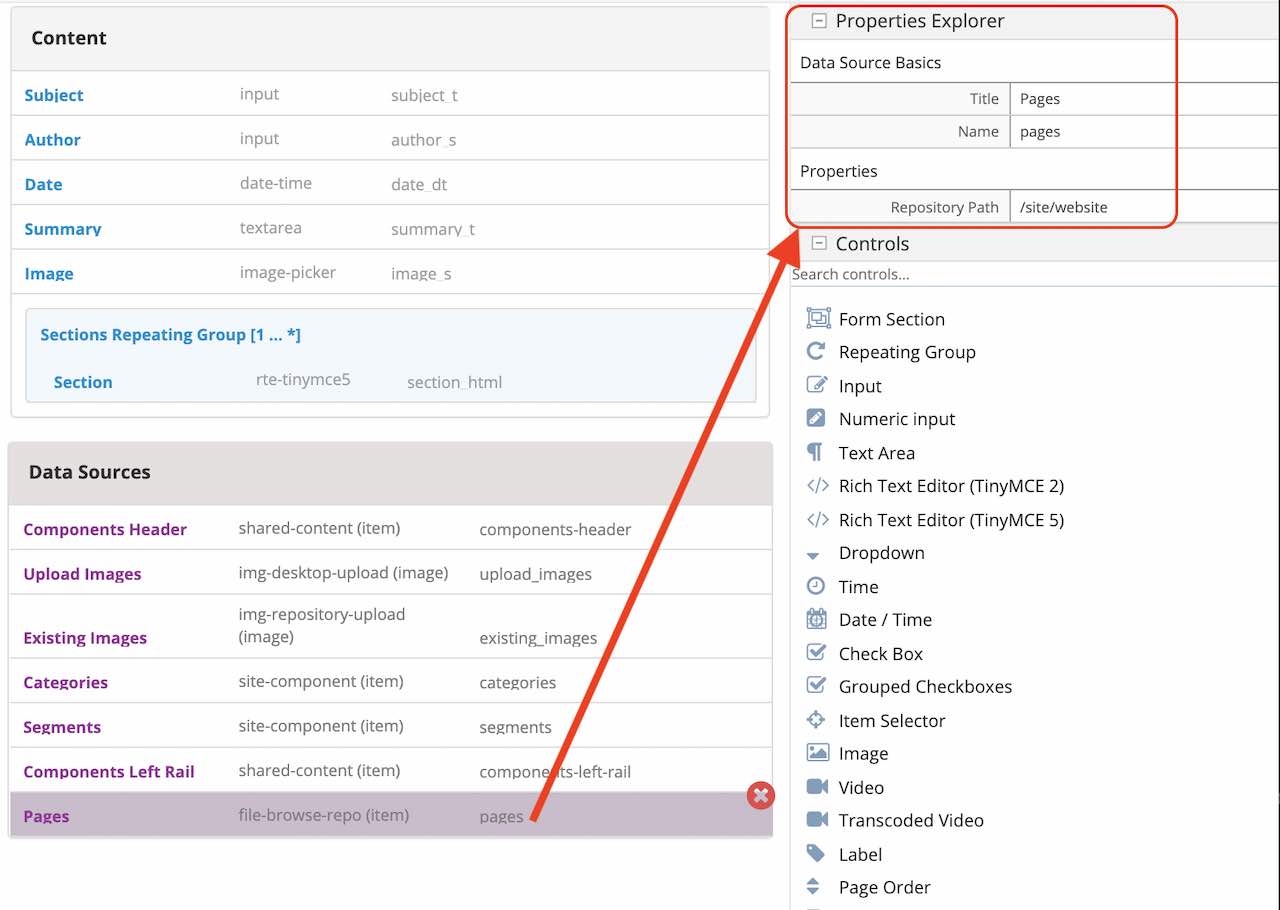 Content
Subject input subject_t
Author input author_s
Date date-time date_dt
Summary textarea summary_t
Image image-picker image_s
Sections Repeating Group [1 ... *]
Section rte-tinymce5 section_html
Data Sources
Components Header shared-content (item) components-header
Upload Images img-desktop-upload (image) upload_images
Existing Images img-repository-upload (image) existing_images
Categories site-component (item) categories
Segments site-component (item) segments
Components Left Rail shared-content (item) components-left-rail
Pages file-browse-repo (item) pages
Properties Explorer
Data Source Basics
Title Pages
Name pages
Properties
Repository Path /site/website
Controls
Search controls...
Form Section
Repeating Group
Input
Numeric input
Text Area
Rich Text Editor (TinyMCE 2)
Rich Text Editor (TinyMCE 5)
Dropdown
Time
Date / Time
Check Box
Grouped Checkboxes
Item Selector
Image
Video
Transcoded Video
Label
Page Order